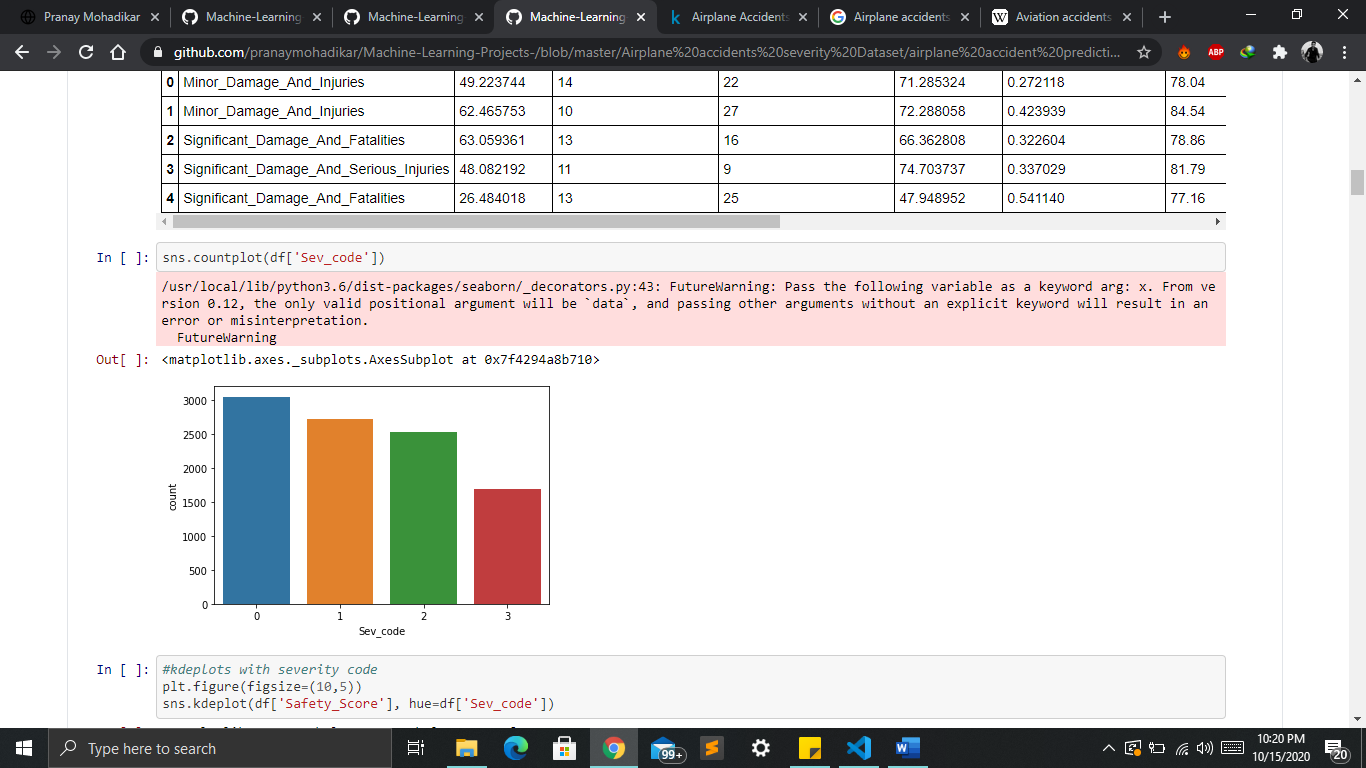 Pranay Mohadikar
Machine-Learning
Machine-Learning
Machine-Learning
Airplane Accidents
Airplane accidents
Aviation accidents
github.com/pranaymohadikar/Machine-Learning-Projects-/blob/master/Airplane%20accidents%20severity%20Dataset/airplane%20accident%20predicti...
ABP
0 Minor_Damage_And_Injuries 49.223744 14 22 71.285324 0.272118 78.04
1 Minor_Damage_And_Injuries 62.465753 10 27 72.288058 0.423939 84.54
2 Significant_Damage_And_Fatalities 63.059361 13 16 66.362808 0.322604 78.86
3 Significant_Damage_And_Serious_Injuries 48.082192 11 9 74.703737 0.337029 81.79
4 Significant_Damage_And_Fatalities 26.484018 13 25 47.948952 0.541140 77.16
In [ ]: sns.countplot(df['Sev_code'])
/usr/local/lib/python3.6/dist-packages/seaborn/_decorators.py:43: FutureWarning: Pass the following variable as a keyword arg: x. From ve
rsion 0.12, the only valid positional argument will be `data`, and passing other arguments without an explicit keyword will result in an
error or misinterpretation.
FutureWarning
Out[ ]: <matplotlib.axes._subplots.AxesSubplot at 0x7f4294a8b710>
3000
2500
2000
1500
1000
500
0
count
0 1 2 3
Sev_code
In [ ]: #kdeplots with severity code
plt.figure(figsize=(10,5))
sns.kdeplot(df['Safety_Score'], hue=df['Sev_code'])
Type here to search
99+
10:20 PM
10/15/2020
20